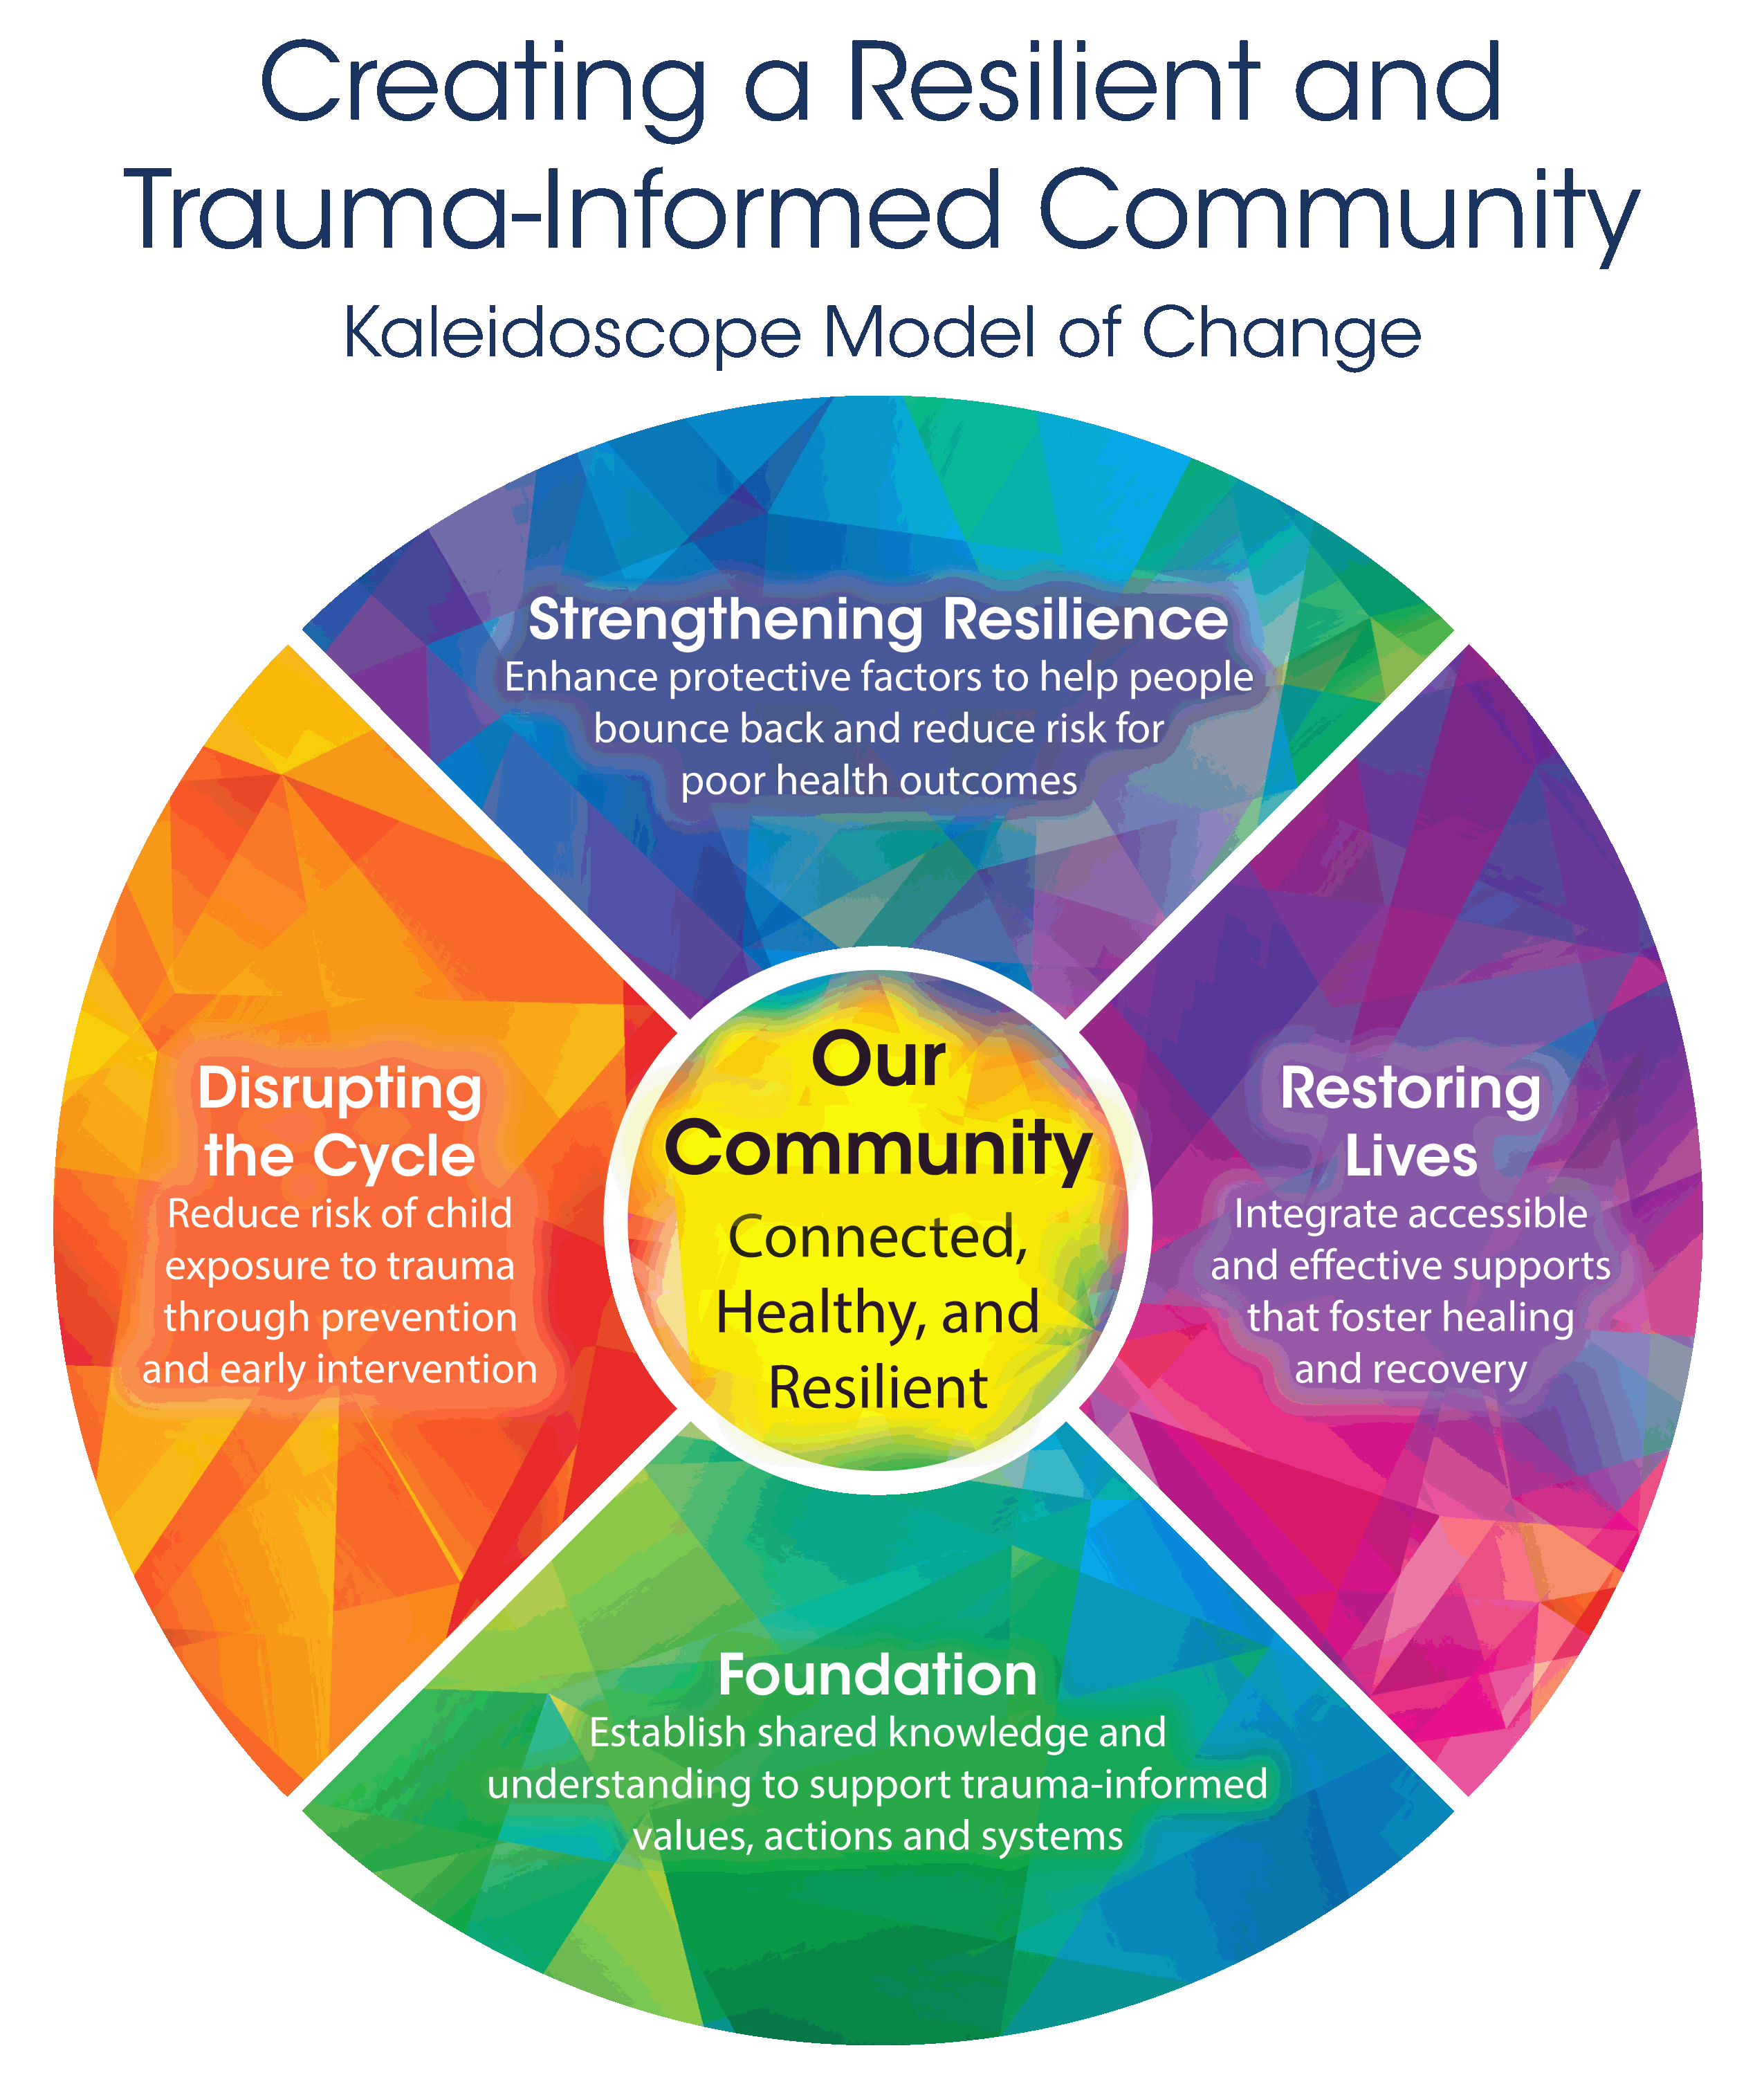 Creating a Resilient and
Trauma-Informed Community
Kaleidoscope Model of Change
Strengthening Resilience
Enhance protective factors to help people
bounce back and reduce risk for
poor health outcomes
Disrupting
the Cycle
Reduce risk of child
exposure to trauma
through prevention
and early intervention
Our
Community
Connected,
Healthy, and
Resilient
Restoring
Lives
Integrate accessible
and effective supports
that foster healing
and recovery
Foundation
Establish shared knowledge and
understanding to support trauma-informed
values, actions and systems